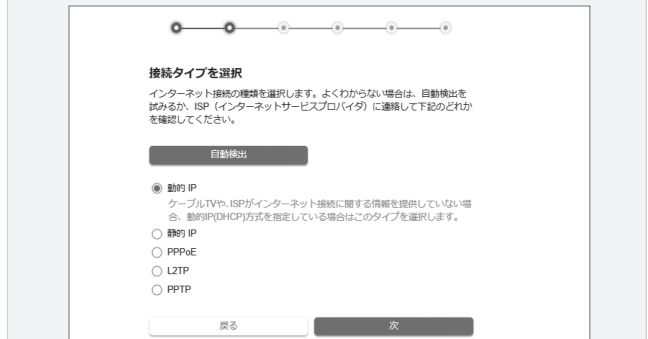 接続タイプを選択
インターネット接続の種類を選択します。よくわからない場合は、自動検出を
試みるか、ISP（インターネットサービスプロバイダ）に連絡して下記のどれか
を確認してください。
自動検出
動的 IP
ケーブルTVや、ISPがインターネット接続に関する情報を提供していない場
合、動的IP(DHCP)方式を指定している場合はこのタイプを選択します。
静的 IP
PPPoE
L2TP
PPTP
戻る
次